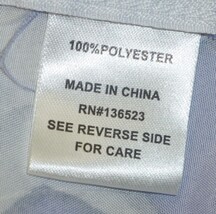 100%POLYESTER
MADE IN CHINA
RN#136523
SEE REVERSE SIDE
FOR CARE